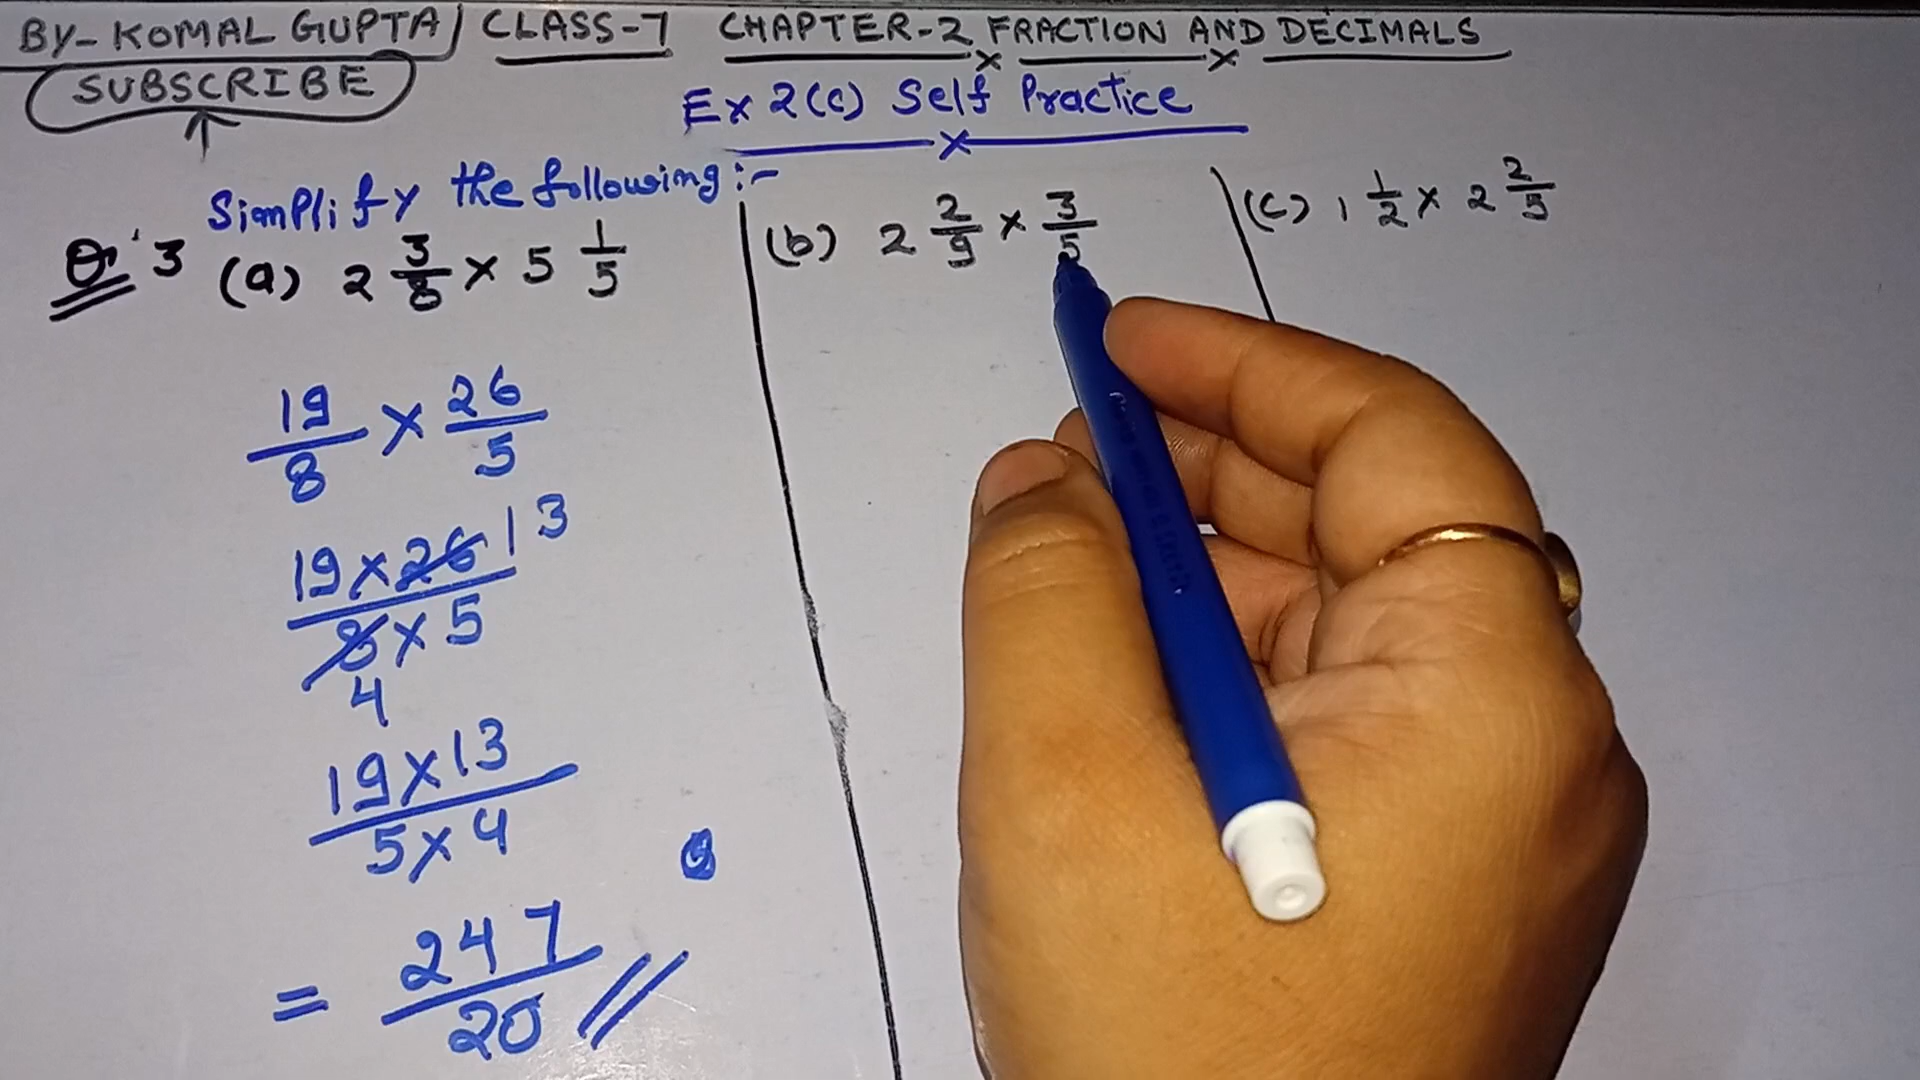 BY-KOMAL GUPTA/ CLASS-7 CHAPTER-2 FRACTION AND DECIMALS
SUBSCRIBE
Ex 2(c) Self Practice
Simplify the following :-
Q.3 (a) 2 3/8 × 5 1/5
19/8 × 26/5
19×26 13
8×5
4
19×13
5×4
= 247/20 //
(b) 2 2/9 × 3/5
(c) 1 1/2 × 2 2/5